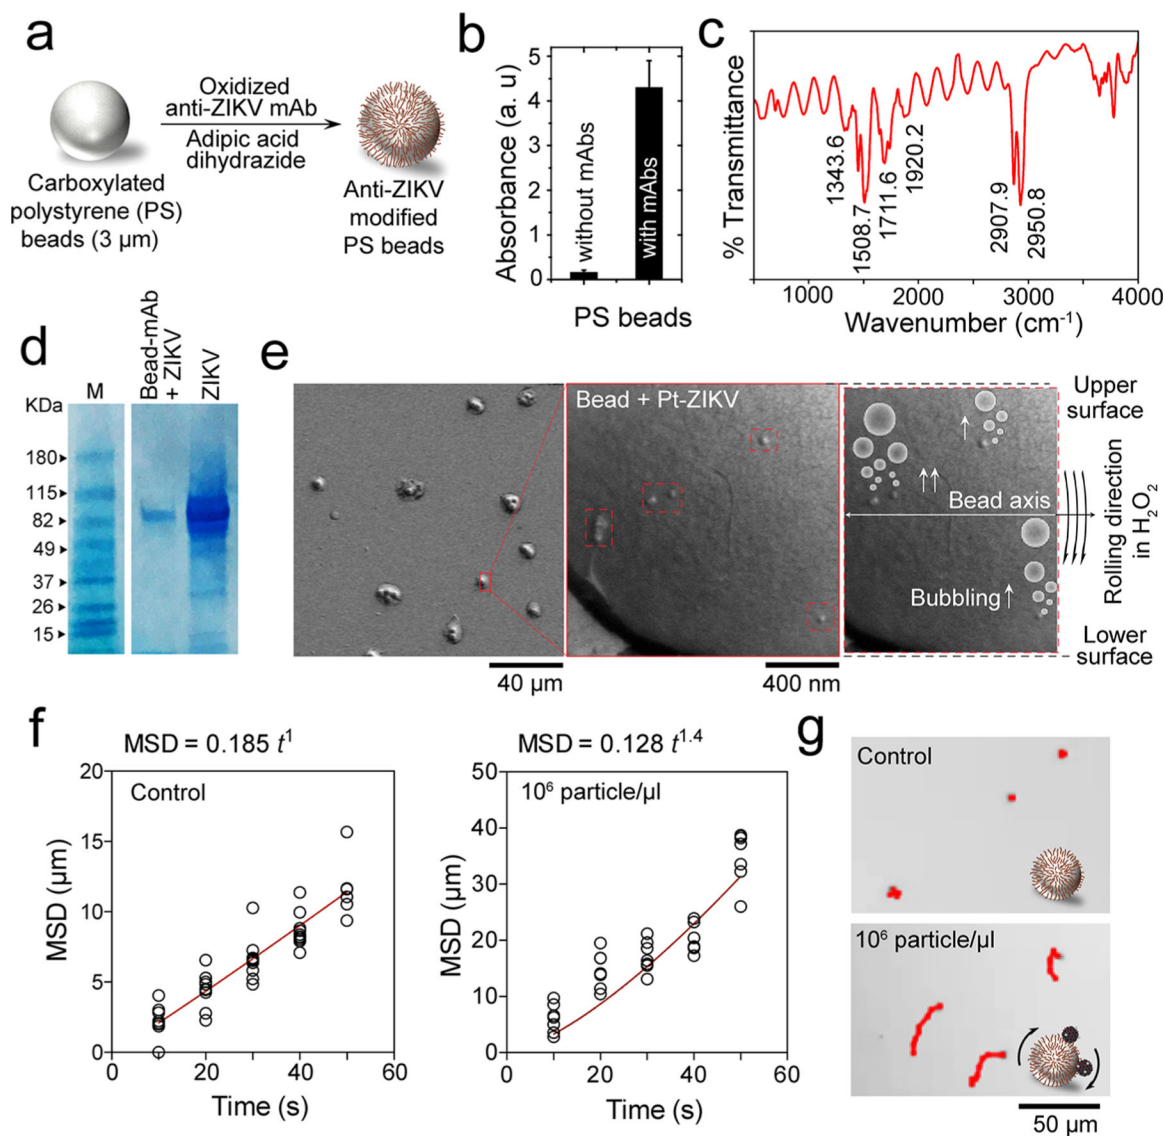 a
Oxidized
anti-ZIKV mAb
Adipic acid
dihydrazide
Carboxylated
polystyrene (PS)
beads (3 µm)
Anti-ZIKV
modified
PS beads
b
Absorbance (a. u)
5
4
3
2
1
0
without mAbs
with mAbs
PS beads
c
% Transmittance
1343.6
1508.7
1711.6
1920.2
2907.9
2950.8
1000
2000
3000
4000
Wavenumber (cm⁻¹)
d
KDa
M
Bead-mAb
+ ZIKV
ZIKV
180
115
82
49
37
26
15
e
Bead + Pt-ZIKV
40 µm
400 nm
Upper
surface
Bead axis
Rolling direction
in H₂O₂
Bubbling
Lower
surface
f
MSD = 0.185 t¹
Control
MSD (µm)
20
15
10
5
0
0
20
40
60
Time (s)
MSD = 0.128 t¹·⁴
10⁶ particle/µl
MSD (µm)
50
40
30
20
10
0
0
20
40
60
Time (s)
g
Control
10⁶ particle/µl
50 µm